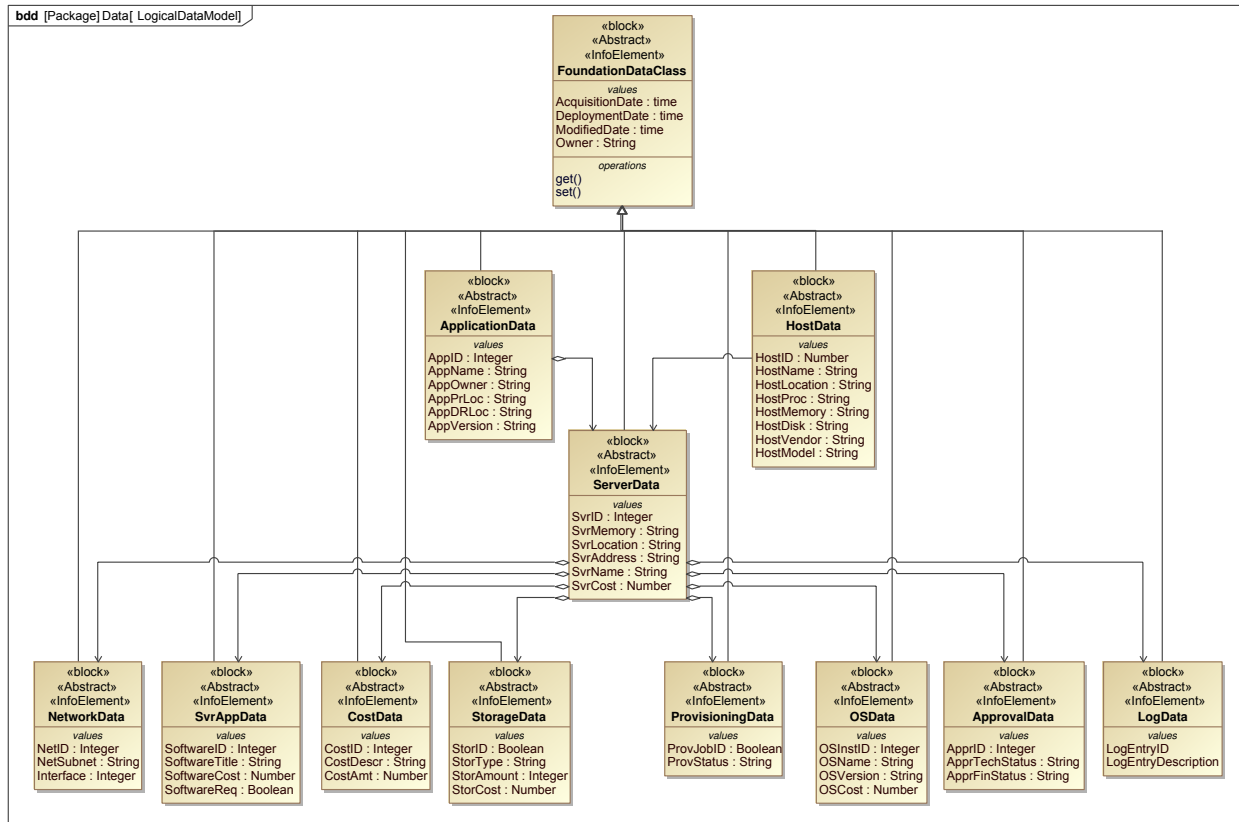 bdd [Package] Data[ LogicalDataModel]
«block»
«Abstract»
«InfoElement»
FoundationDataClass
values
AcquisitionDate : time
DeploymentDate : time
ModifiedDate : time
Owner : String
operations
get()
set()
«block»
«Abstract»
«InfoElement»
ApplicationData
values
AppID : Integer
AppName : String
AppOwner : String
AppPrLoc : String
AppDRLoc : String
AppVersion : String
«block»
«Abstract»
«InfoElement»
HostData
values
HostID : Number
HostName : String
HostLocation : String
HostProc : String
HostMemory : String
HostDisk : String
HostVendor : String
HostModel : String
«block»
«Abstract»
«InfoElement»
ServerData
values
SvrID : Integer
SvrMemory : String
SvrLocation : String
SvrAddress : String
SvrName : String
SvrCost : Number
«block»
«Abstract»
«InfoElement»
NetworkData
values
NetID : Integer
NetSubnet : String
Interface : Integer
«block»
«Abstract»
«InfoElement»
SvrAppData
values
SoftwareID : Integer
SoftwareTitle : String
SoftwareCost : Number
SoftwareReq : Boolean
«block»
«Abstract»
«InfoElement»
CostData
values
CostID : Integer
CostDescr : String
CostAmt : Number
«block»
«Abstract»
«InfoElement»
StorageData
values
StorID : Boolean
StorType : String
StorAmount : Integer
StorCost : Number
«block»
«Abstract»
«InfoElement»
ProvisioningData
values
ProvJobID : Boolean
ProvStatus : String
«block»
«Abstract»
«InfoElement»
OSData
values
OSInstID : Integer
OSName : String
OSVersion : String
OSCost : Number
«block»
«Abstract»
«InfoElement»
ApprovalData
values
ApprID : Integer
ApprTechStatus : String
ApprFinStatus : String
«block»
«Abstract»
«InfoElement»
LogData
values
LogEntryID
LogEntryDescription